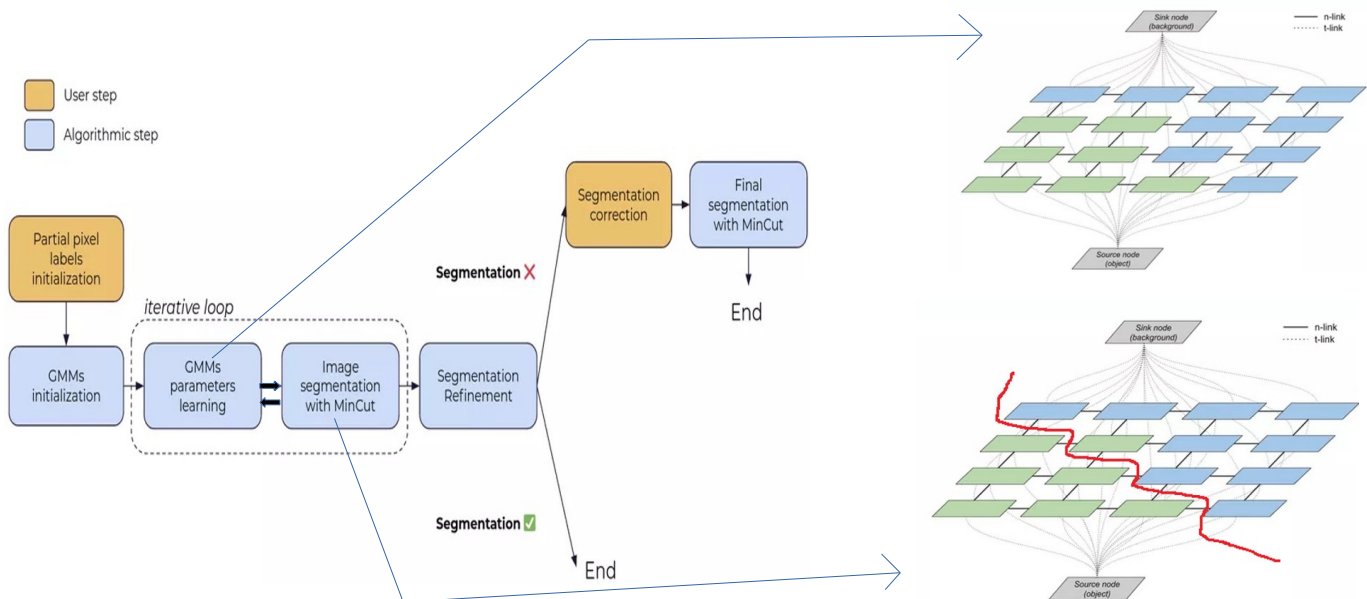 User step
Algorithmic step
Partial pixel
labels
initialization
GMMs
initialization
iterative loop
GMMs
parameters
learning
Image
segmentation
with MinCut
Segmentation
Refinement
Segmentation ❌
Segmentation ✅
Segmentation
correction
Final
segmentation
with MinCut
End
End
Sink node
(background)
n-link
t-link
Source node
(object)
Sink node
(background)
n-link
t-link
Source node
(object)